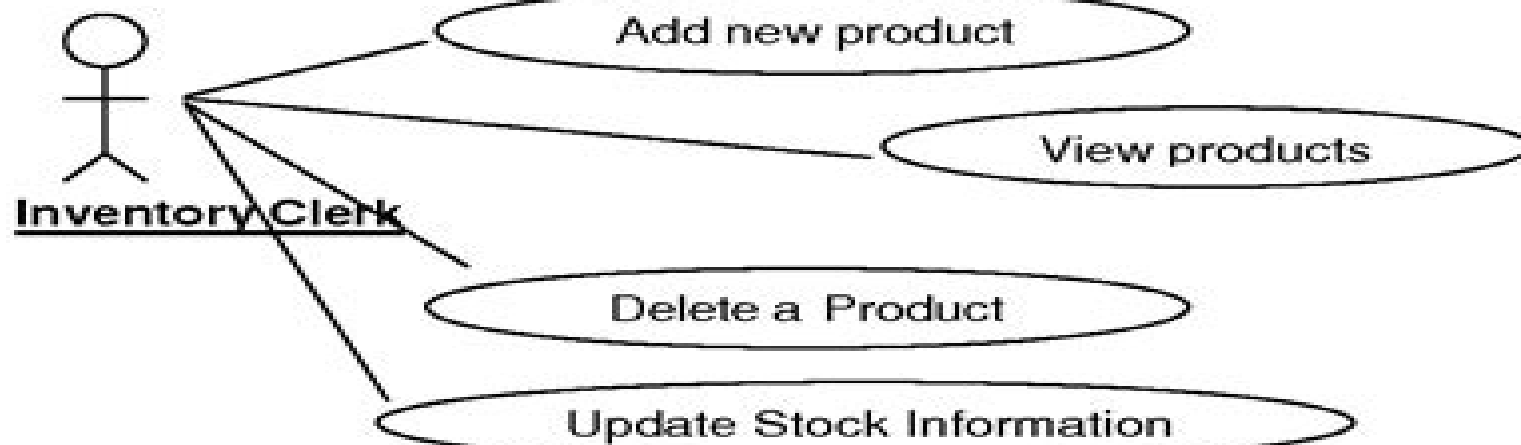 Add new product
View products
Inventory Clerk
Delete a Product
Update Stock Information